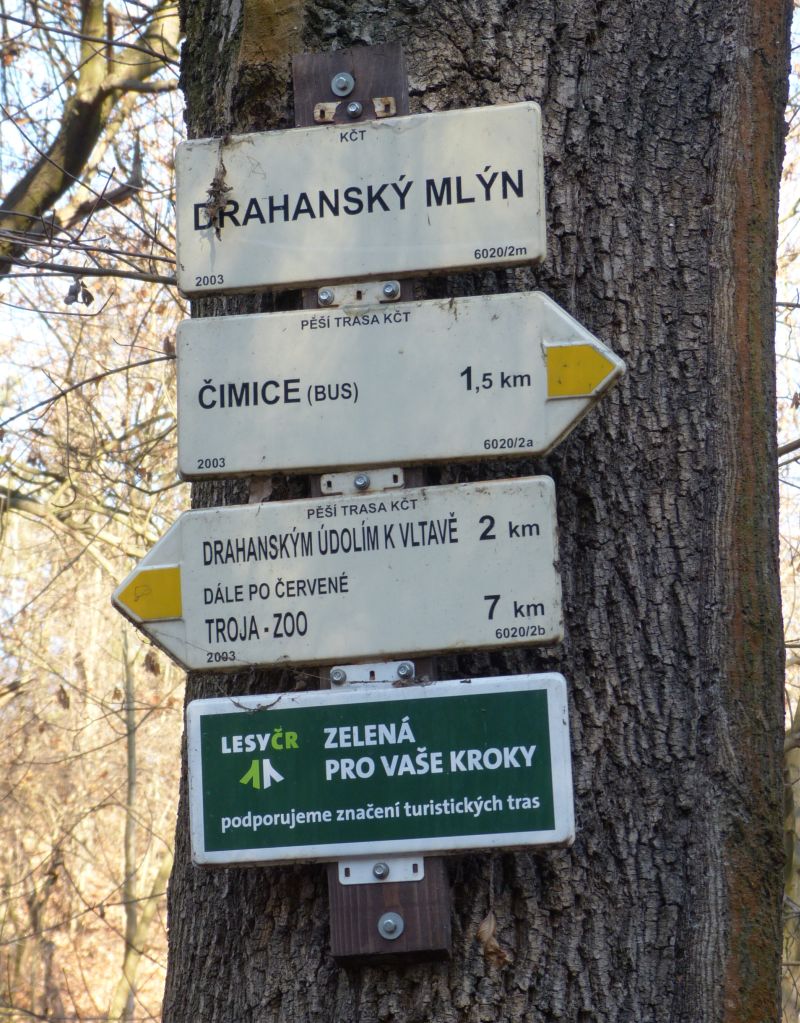 KČT
DRAHANSKÝ MLÝN
2003 6020/2m
PĚŠÍ TRASA KČT
ČIMICE (BUS) 1,5 km
2003 6020/2a
PĚŠÍ TRASA KČT
DRAHANSKÝM ÚDOLÍM K VLTAVĚ 2 km
DÁLE PO ČERVENÉ
TROJA - ZOO 7 km
2003 6020/2b
LESYČR ZELENÁ
PRO VAŠE KROKY
podporujeme značení turistických tras